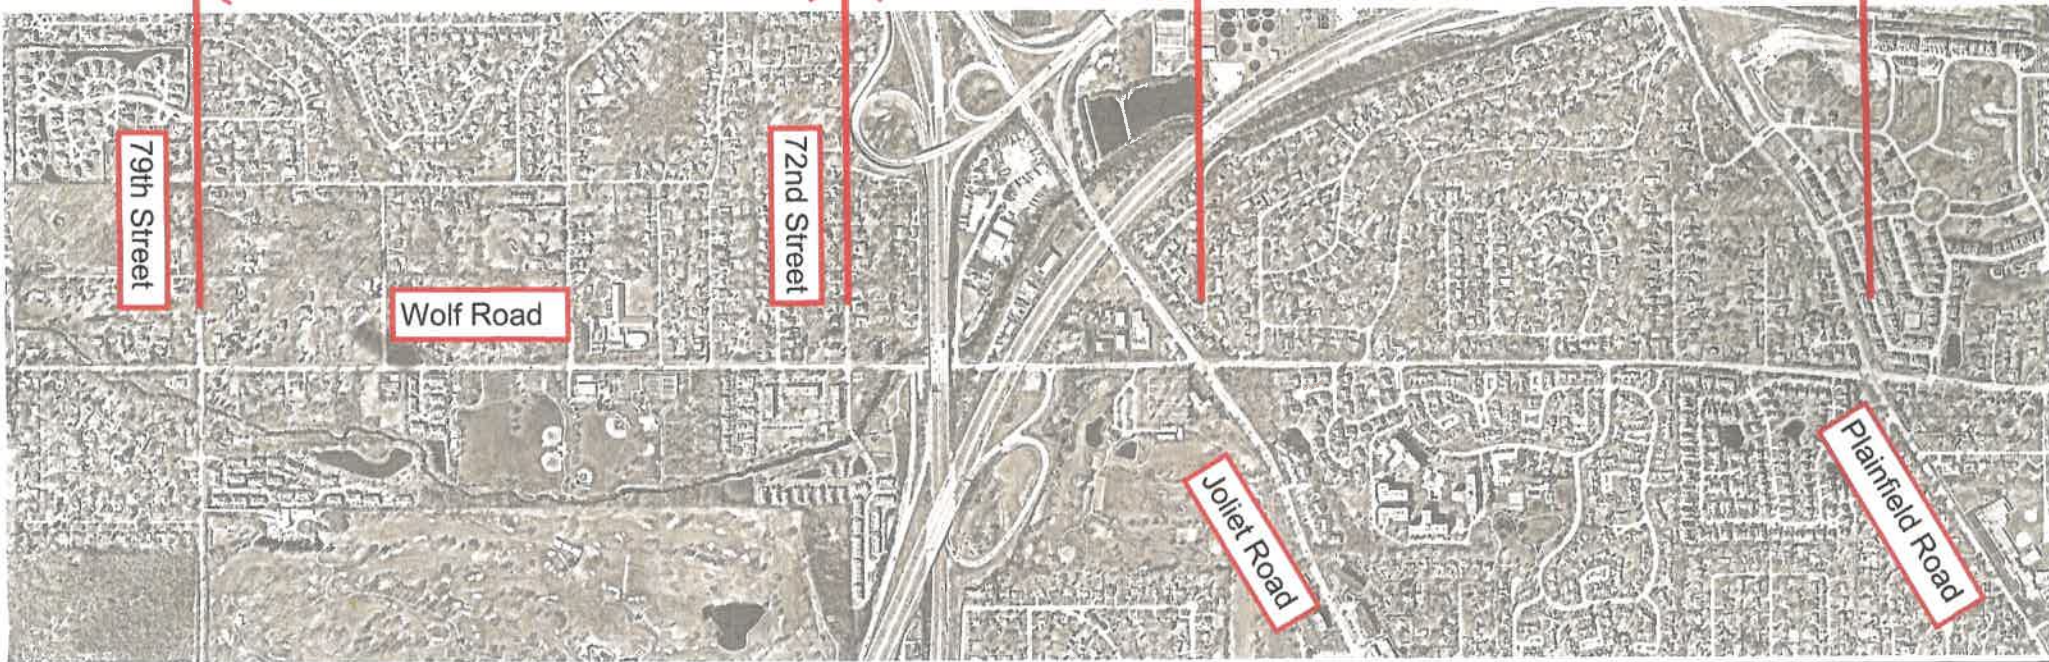 79th Street
Wolf Road
72nd Street
Joliet Road
Plainfield Road